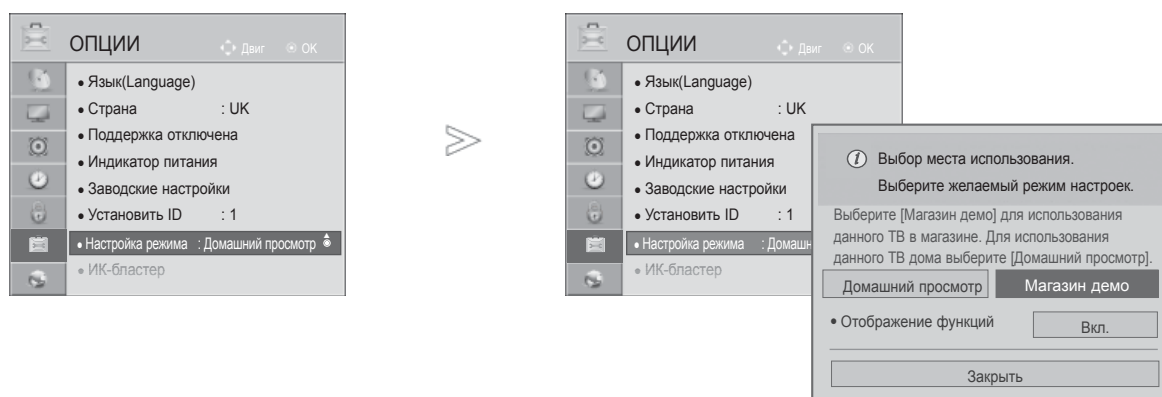 ОПЦИИ
Двиг OK
• Язык(Language)
• Страна : UK
• Поддержка отключена
• Индикатор питания
• Заводские настройки
• Установить ID : 1
• Настройка режима : Домашний просмотр
• ИК-бластер
ОПЦИИ
Двиг OK
• Язык(Language)
• Страна : UK
• Поддержка отключена
• Индикатор питания
• Заводские настройки
• Установить ID : 1
• Настройка режима : Домашн
• ИК-бластер
i Выбор места использования.
Выберите желаемый режим настроек.
Выберите [Магазин демо] для использования
данного ТВ в магазине. Для использования
данного ТВ дома выберите [Домашний просмотр].
Домашний просмотр Магазин демо
• Отображение функций Вкл.
Закрыть